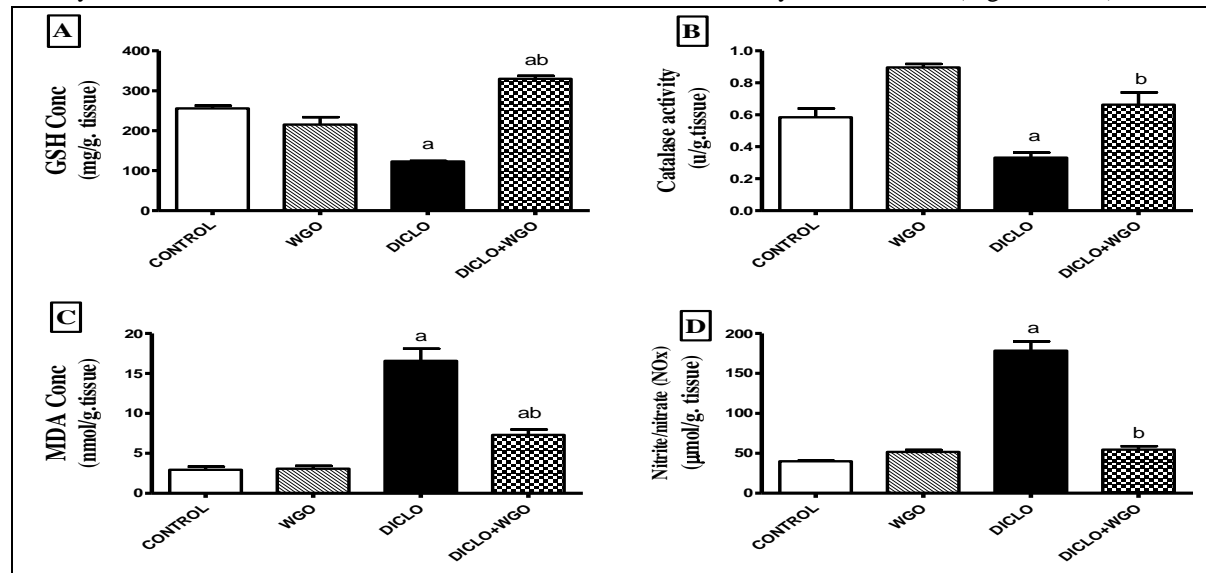 A
GSH Conc
(mg/g. tissue)
400
300
200
100
0
ab
a
CONTROL
WGO
DICLO
DICLO+WGO
B
Catalase activity
(u/g.tissue)
1.0
0.8
0.6
0.4
0.2
0.0
b
a
CONTROL
WGO
DICLO
DICLO+WGO
C
MDA Conc
(nmol/g.tissue)
20
15
10
5
0
a
ab
CONTROL
WGO
DICLO
DICLO+WGO
D
Nitrite/nitrate (NOx)
(µmol/g. tissue)
200
150
100
50
0
a
b
CONTROL
WGO
DICLO
DICLO+WGO